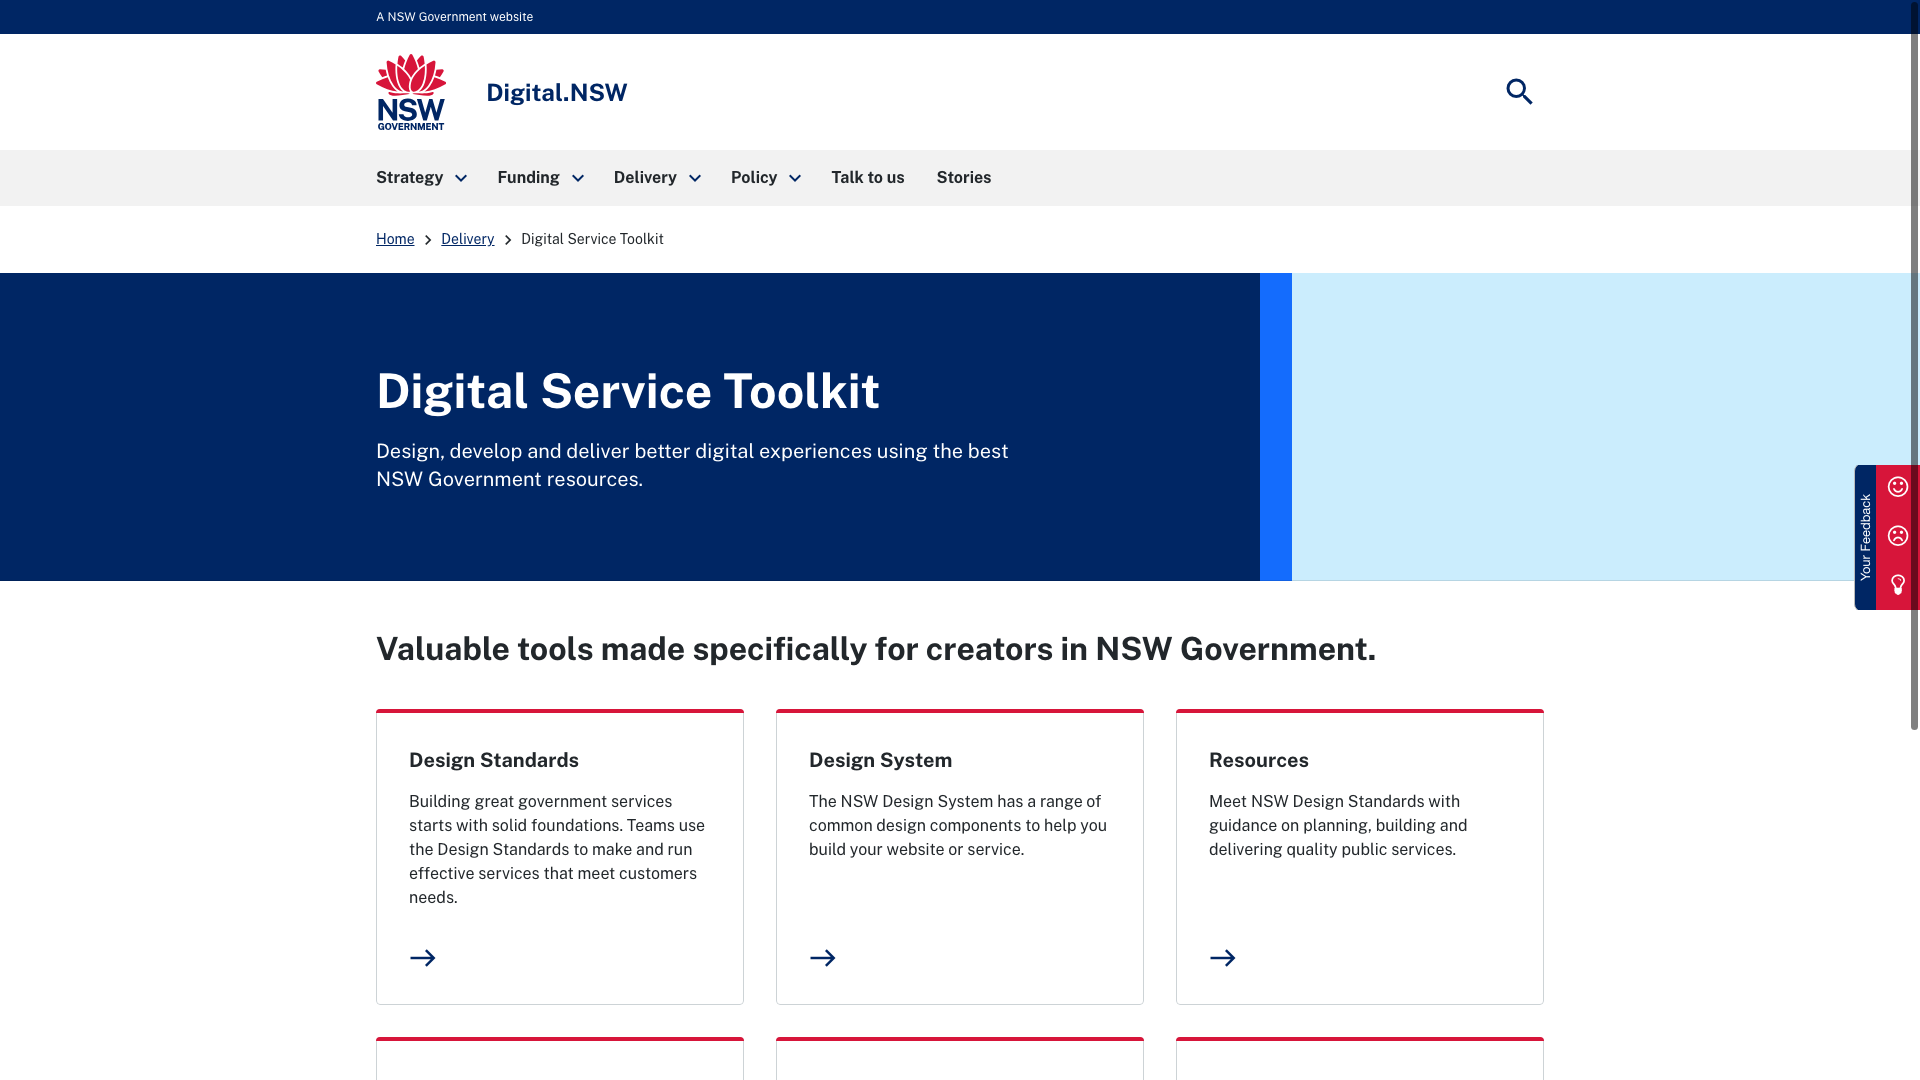 A NSW Government website
NSW
GOVERNMENT
Digital.NSW
Strategy
Funding
Delivery
Policy
Talk to us
Stories
Home
Delivery
Digital Service Toolkit
Digital Service Toolkit
Design, develop and deliver better digital experiences using the best
NSW Government resources.
Your Feedback
Valuable tools made specifically for creators in NSW Government.
Design Standards
Building great government services
starts with solid foundations. Teams use
the Design Standards to make and run
effective services that meet customers
needs.
Design System
The NSW Design System has a range of
common design components to help you
build your website or service.
Resources
Meet NSW Design Standards with
guidance on planning, building and
delivering quality public services.